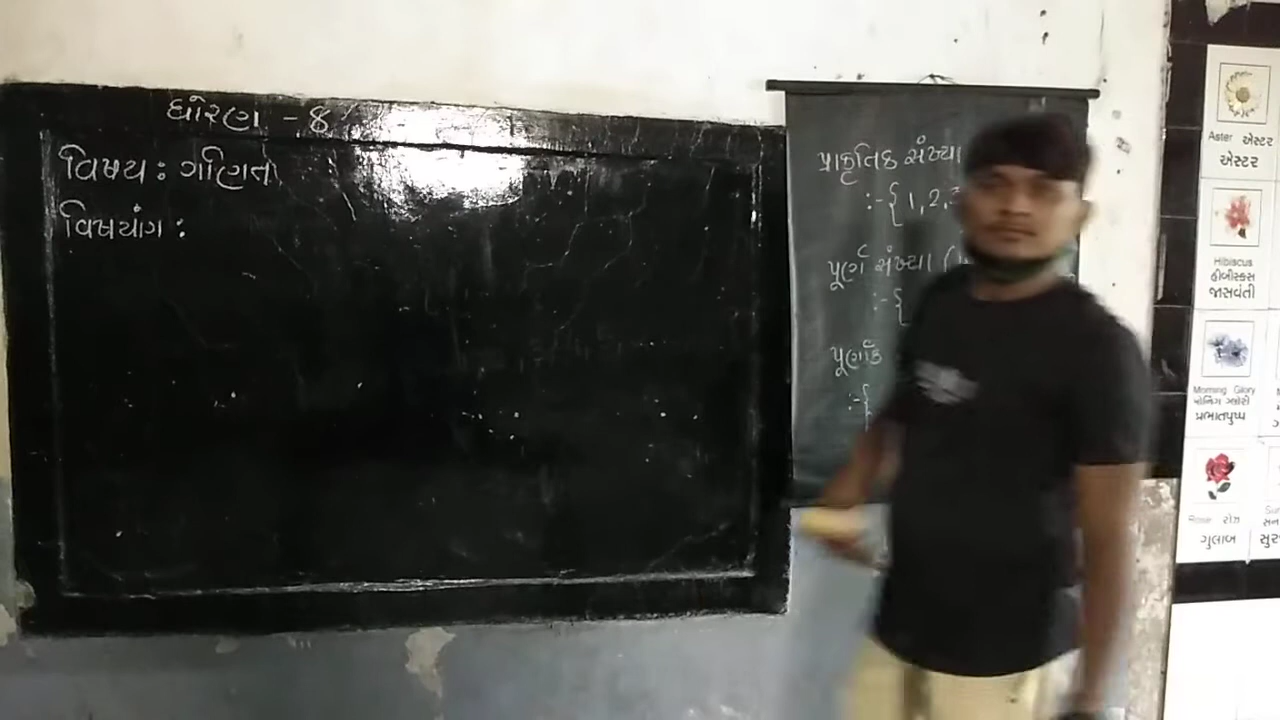 ધોરણ - 8
વિષય : ગણિત
વિષયાંગ :
પ્રાકૃતિક સંખ્યા
:- { 1, 2,
પૂર્ણ સંખ્યા (
:- {
પૂર્ણાંક
:- {
Aster એસ્ટર
એસ્ટર
Hibiscus
હીબીસ્કસ
જાસવંતી
Morning Glory
મોર્નિંગ ગ્લોરી
પ્રભાતપુષ્પ
Rose રોઝ
ગુલાબ